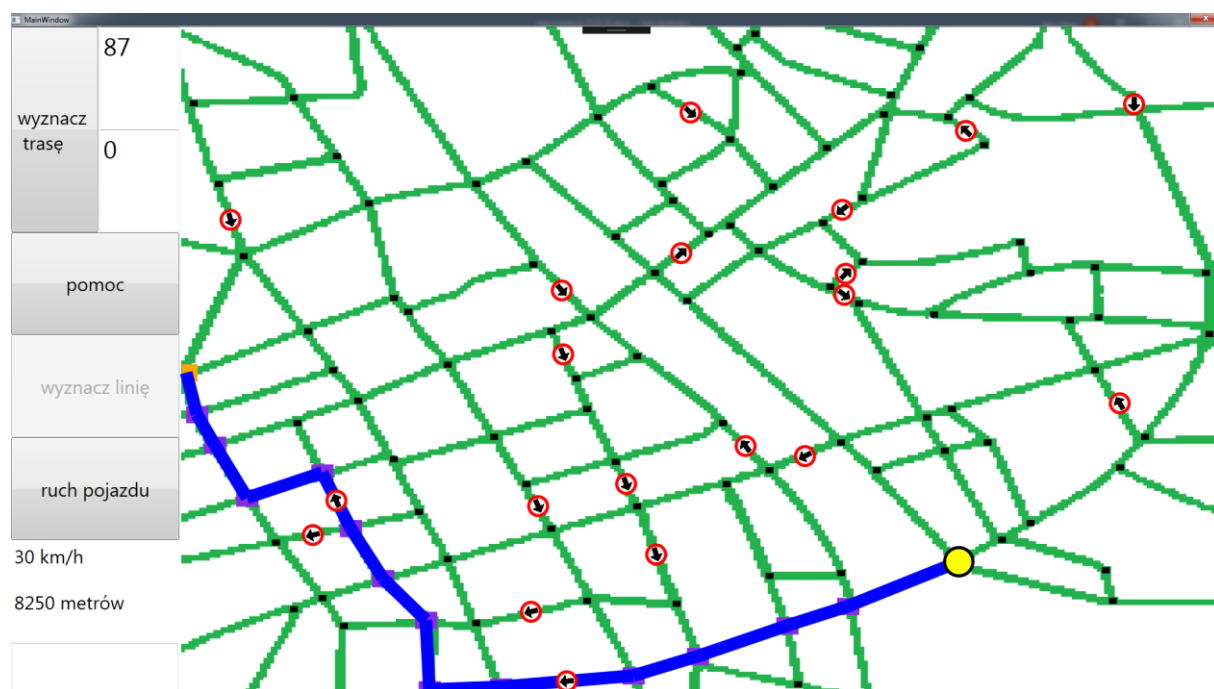 MainWindow
87
wyznacz
trasę
0
pomoc
wyznacz linię
ruch pojazdu
30 km/h
8250 metrów